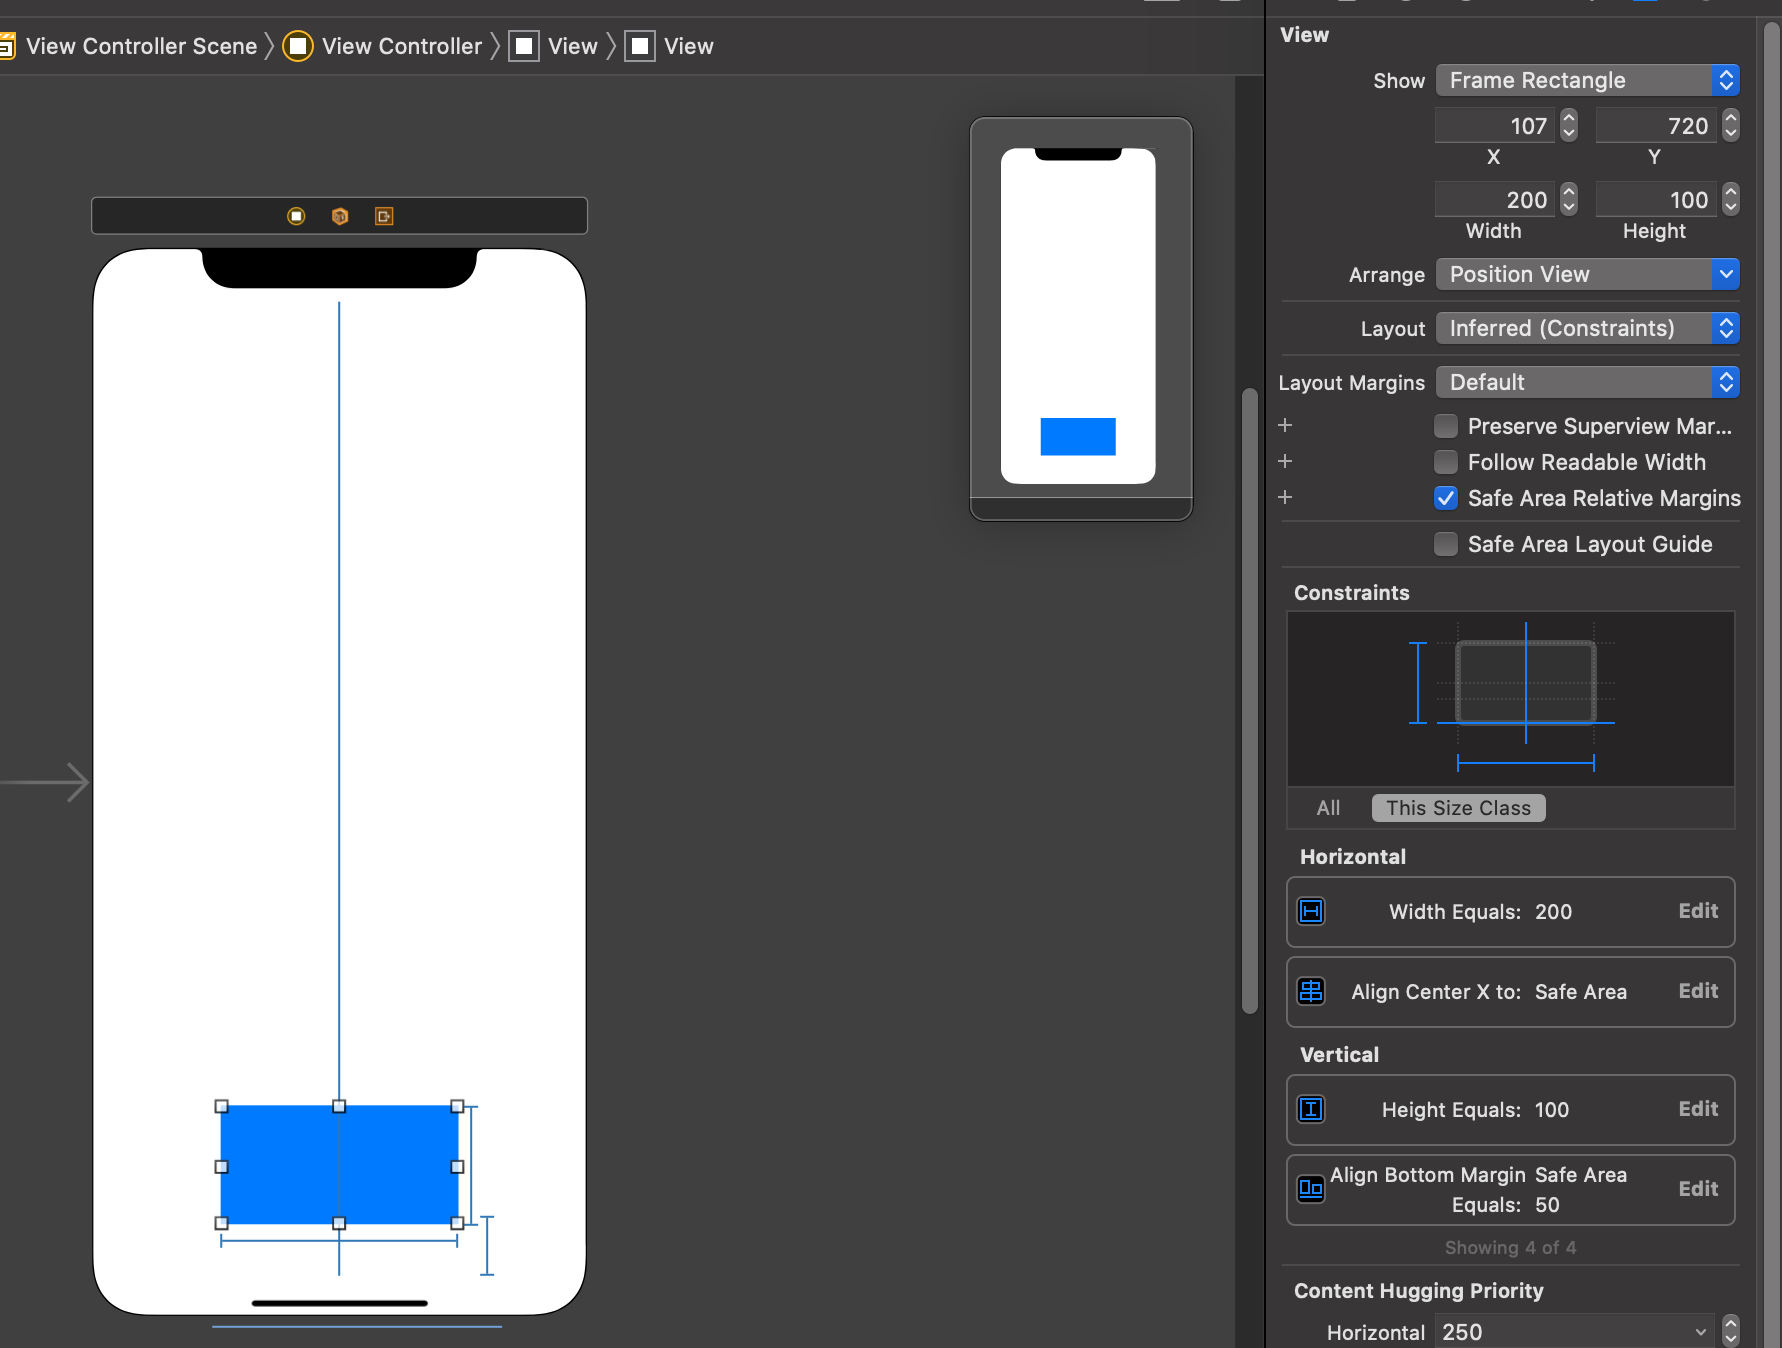 View Controller Scene
View Controller
View
View
View
Show
Frame Rectangle
107
720
X
Y
200
100
Width
Height
Arrange
Position View
Layout
Inferred (Constraints)
Layout Margins
Default
Preserve Superview Mar...
Follow Readable Width
Safe Area Relative Margins
Safe Area Layout Guide
Constraints
All
This Size Class
Horizontal
Width Equals: 200
Edit
Align Center X to: Safe Area
Edit
Vertical
Height Equals: 100
Edit
Align Bottom Margin Safe Area
Equals: 50
Edit
Showing 4 of 4
Content Hugging Priority
Horizontal
250